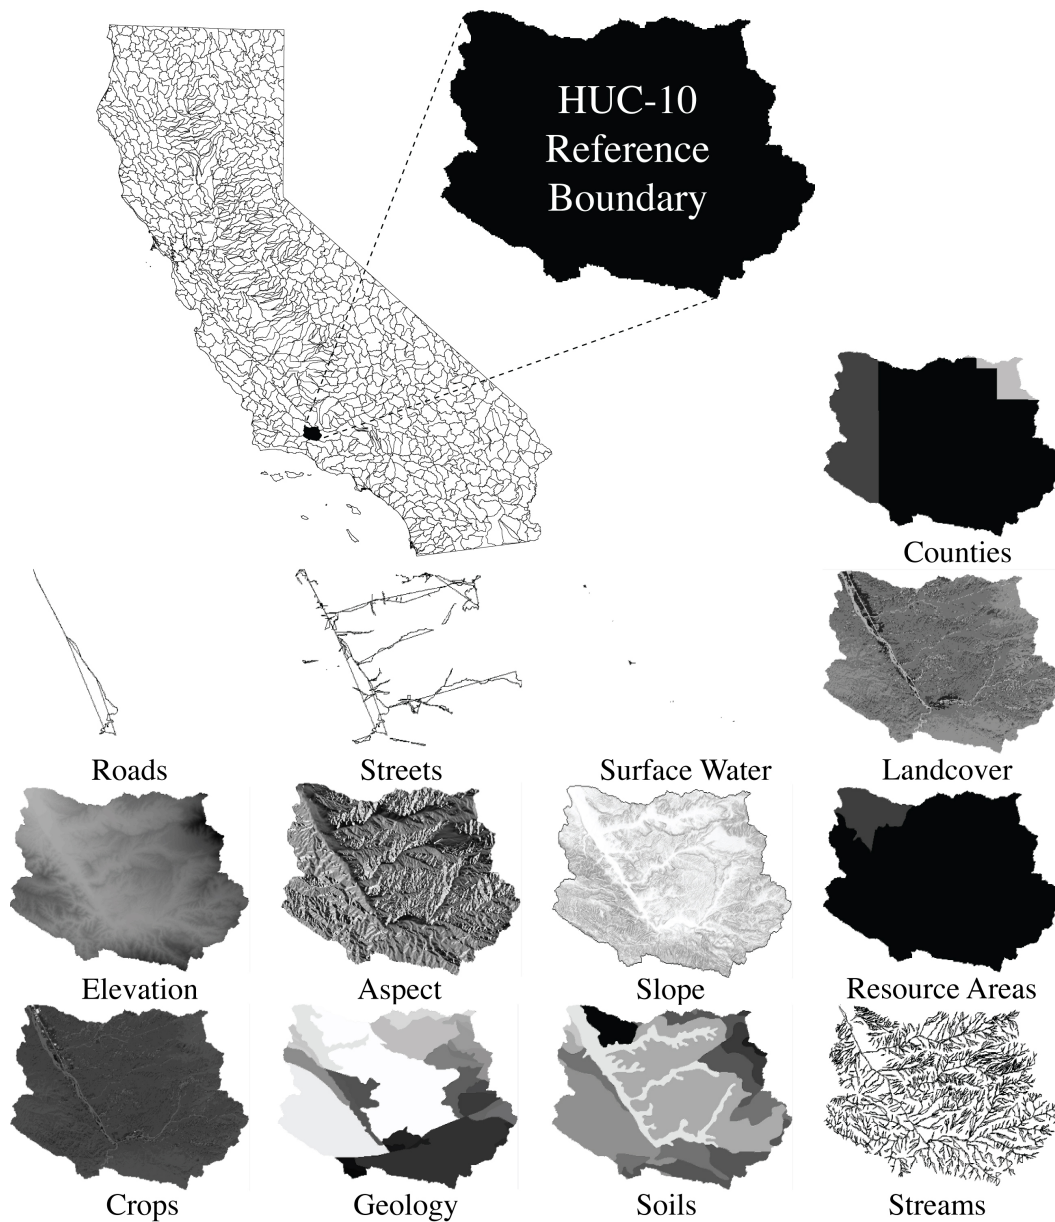 HUC-10
Reference
Boundary
Counties
Roads
Streets
Surface Water
Landcover
Elevation
Aspect
Slope
Resource Areas
Crops
Geology
Soils
Streams